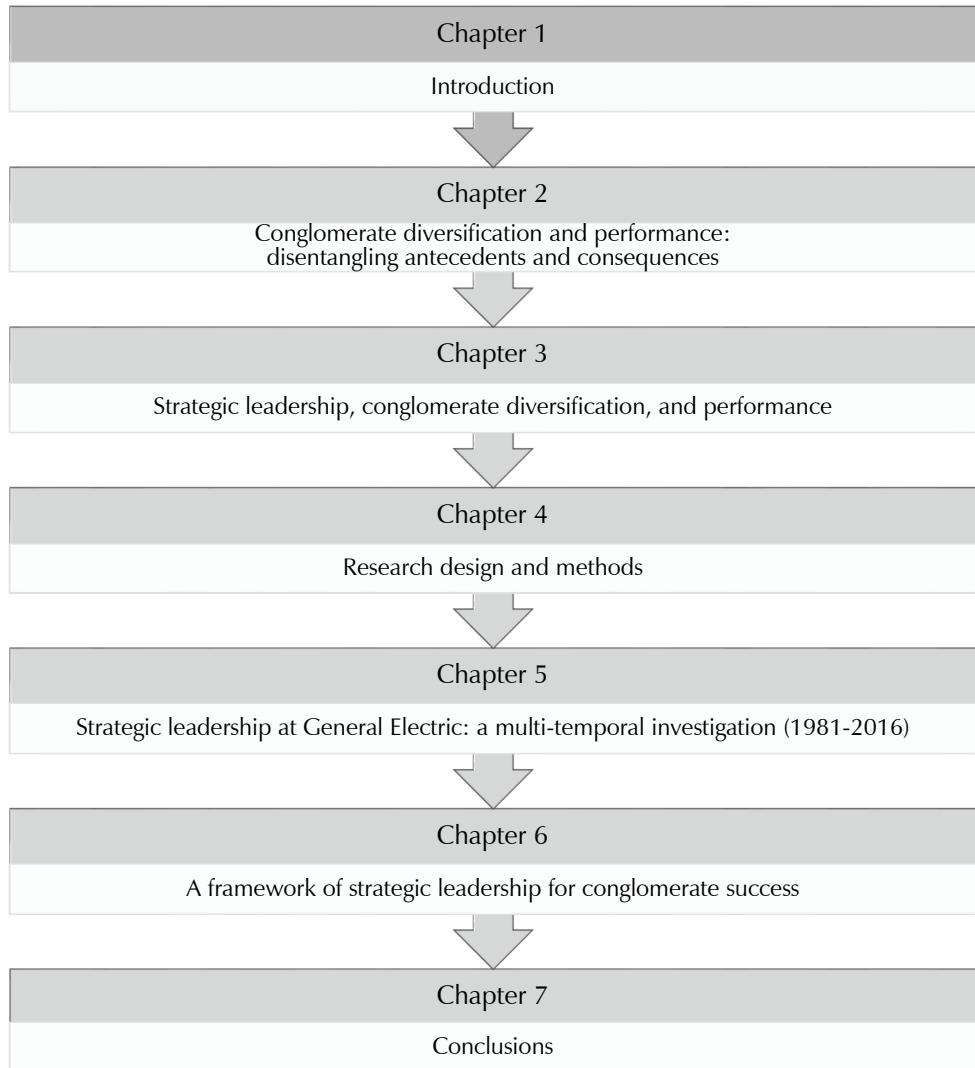 Chapter 1
Introduction
Chapter 2
Conglomerate diversification and performance:
disentangling antecedents and consequences
Chapter 3
Strategic leadership, conglomerate diversification, and performance
Chapter 4
Research design and methods
Chapter 5
Strategic leadership at General Electric: a multi-temporal investigation (1981-2016)
Chapter 6
A framework of strategic leadership for conglomerate success
Chapter 7
Conclusions